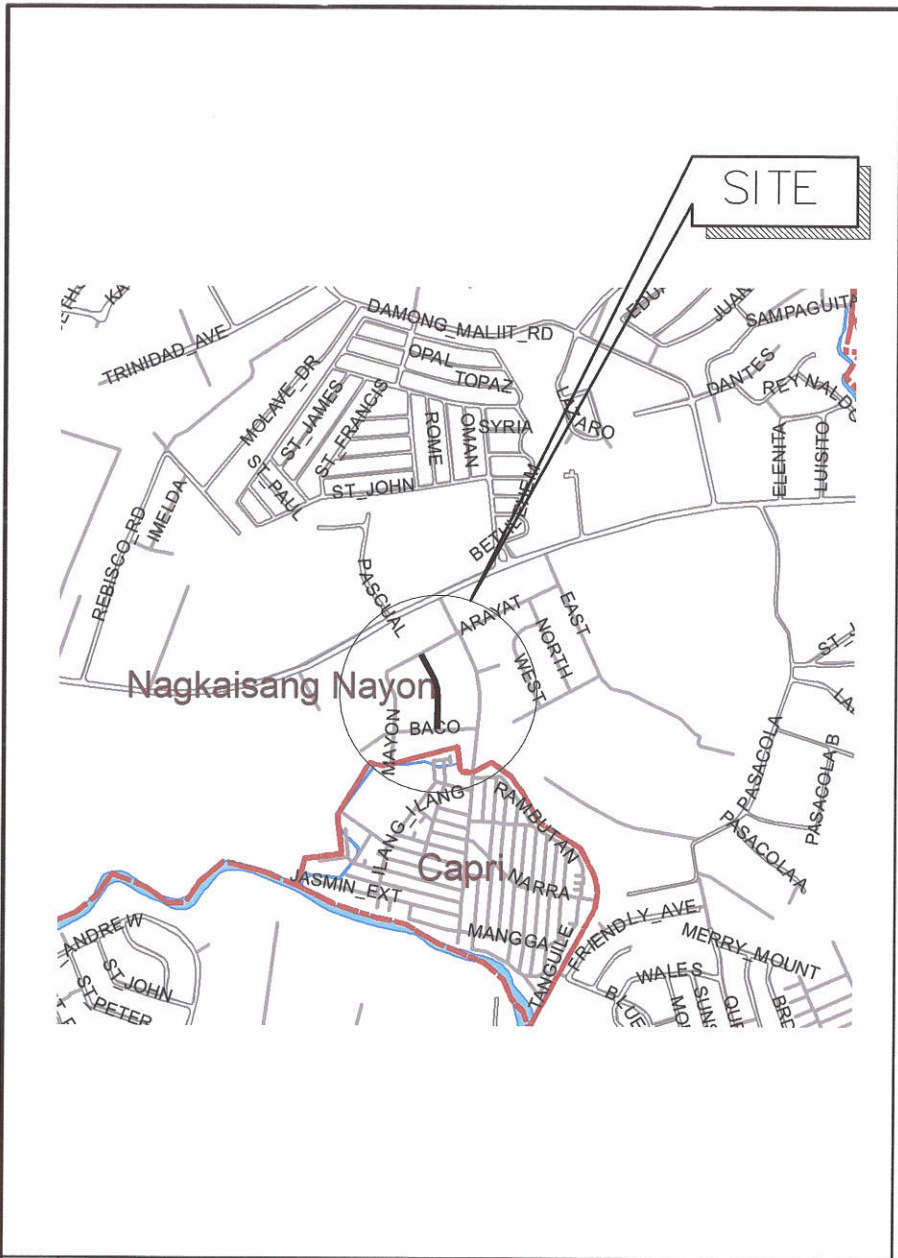 SITE
DAMONG_MALIIT_RD
SAMPAGUITA
TRINIDAD_AVE
OPAL
TOPAZ
MOLAVE_DR
ST_JAMES
ST_FRANCIS
DANTES
LAZARO
ROME
OMAN
SYRIA
ELENITA
LUISITO
ST_PAUL
ST_JOHN
BETHLEHEM
REBISCO_RD
IMELDA
PASCUAL
ARAYAT
EAST
NORTH
WEST
Nagkaisang Nayon
MAYON
BACO
PASACOLA
PASACOLA B
PASACOLA A
ILANG_ILANG
RAMBUTAN
Capri
NARRA
JASMIN_EXT
MANGGA
TANGUILE
FRIENDLY_AVE
MERRY_MOUNT
ANDREW
ST_JOHN
ST_PETER
WALES
BLUE